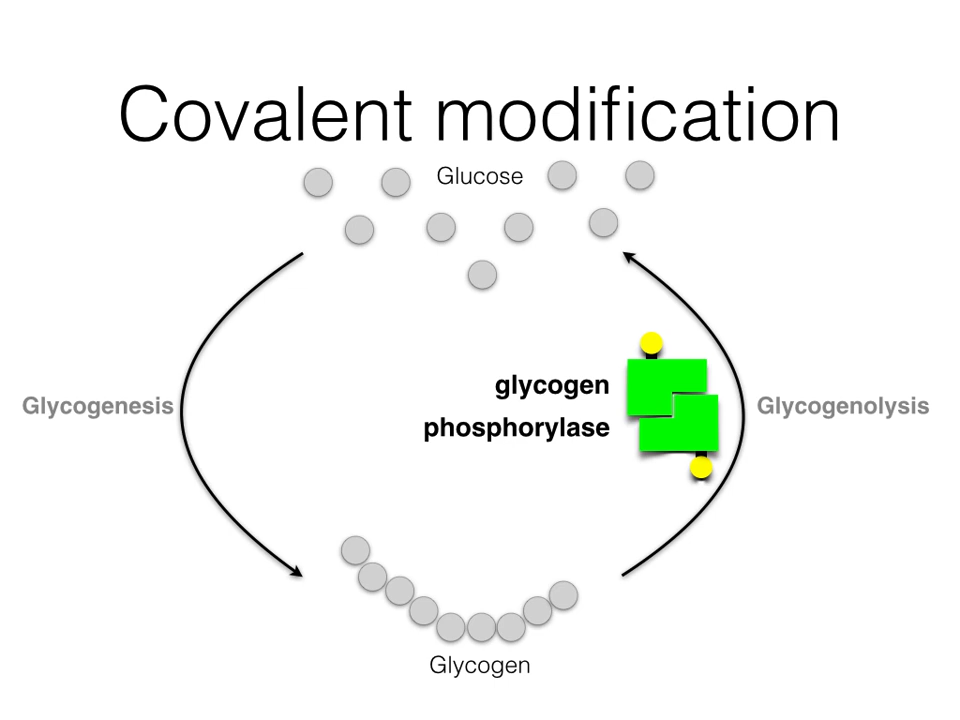 Covalent modification
Glucose
glycogen
phosphorylase
Glycogenesis
Glycogenolysis
Glycogen